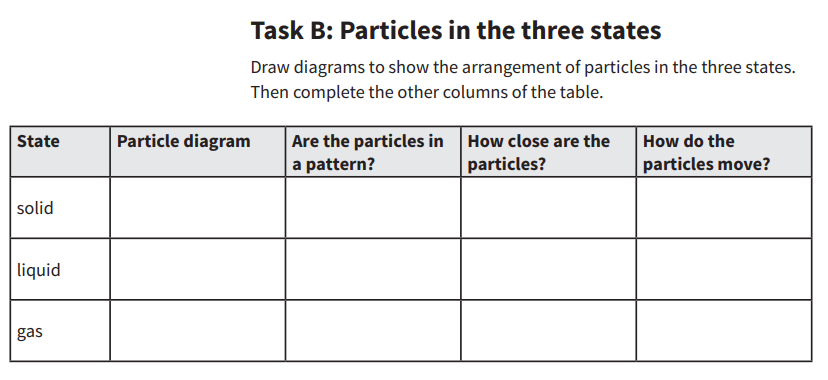 Task B: Particles in the three states
Draw diagrams to show the arrangement of particles in the three states.
Then complete the other columns of the table.
State
Particle diagram
Are the particles in
a pattern?
How close are the
particles?
How do the
particles move?
solid
liquid
gas